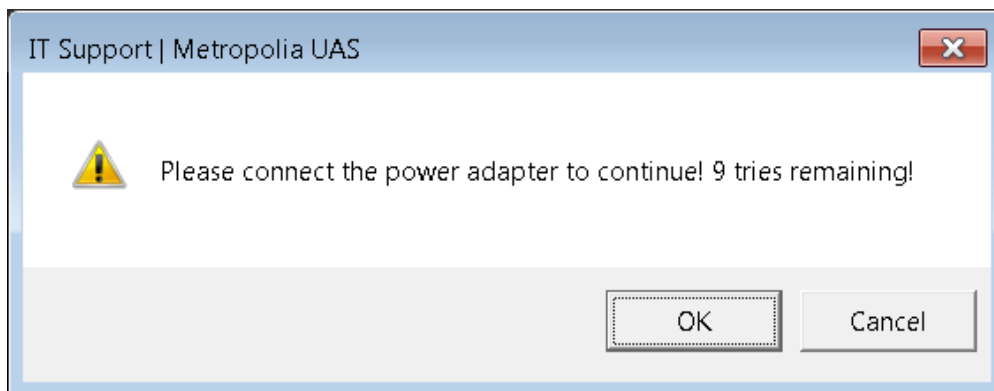 IT Support | Metropolia UAS
Please connect the power adapter to continue! 9 tries remaining!
OK
Cancel